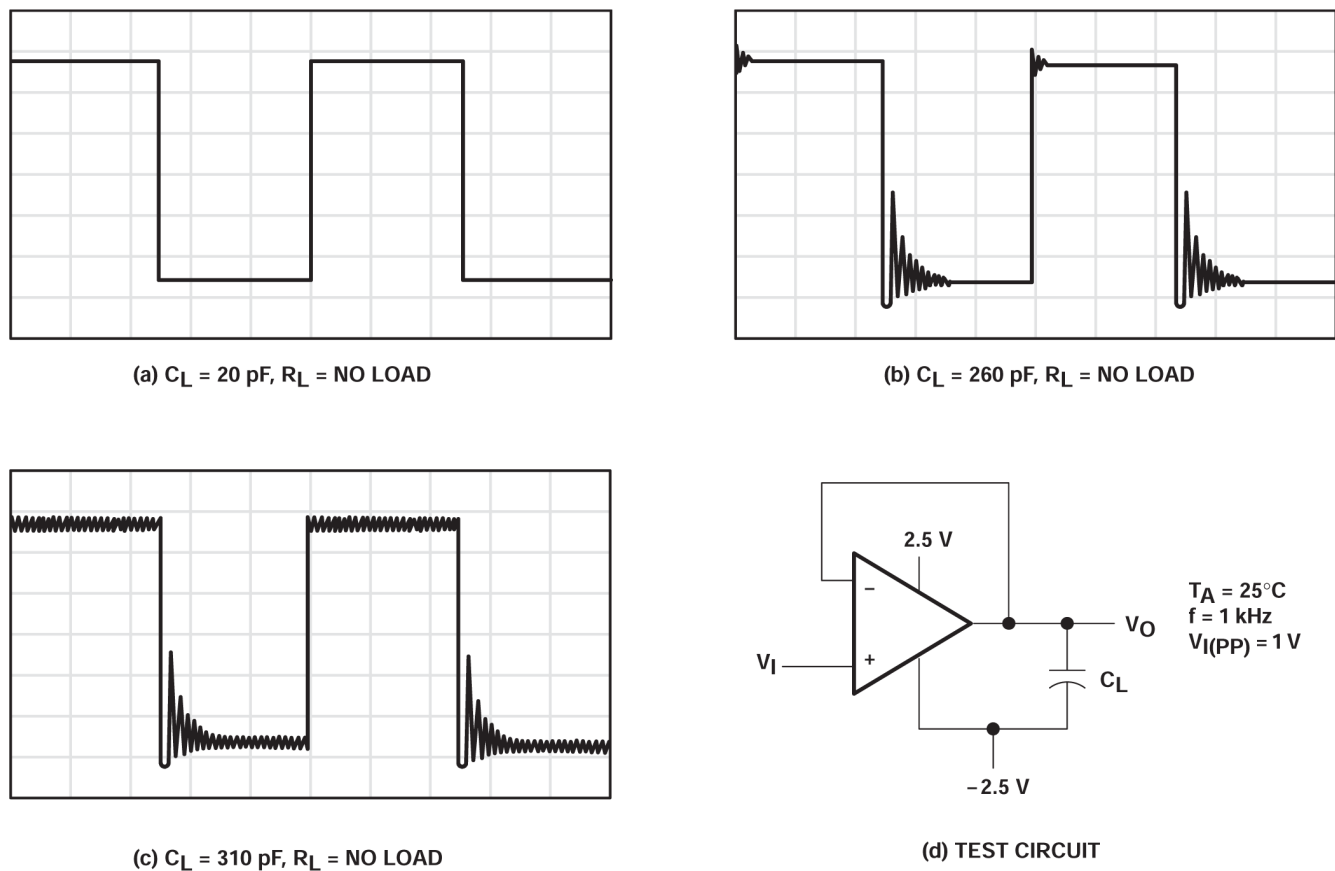 (a) CL = 20 pF, RL = NO LOAD
(b) CL = 260 pF, RL = NO LOAD
(c) CL = 310 pF, RL = NO LOAD
2.5 V
−
+
VI
VO
CL
− 2.5 V
TA = 25°C
f = 1 kHz
VI(PP) = 1 V
(d) TEST CIRCUIT